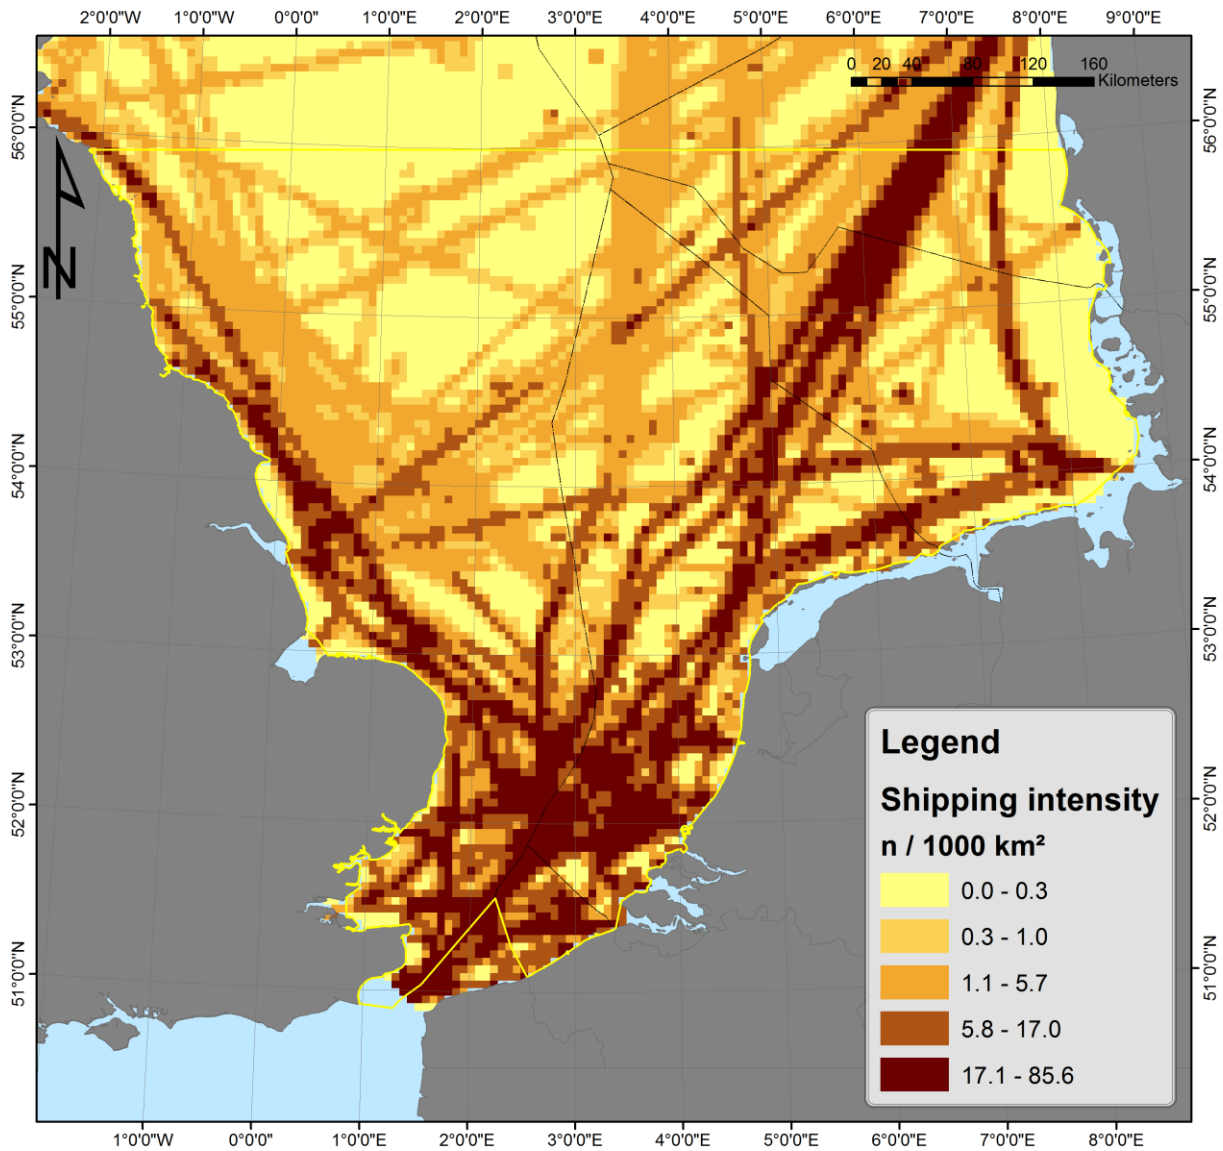 2°0'0"W 1°0'0"W 0°0'0" 1°0'0"E 2°0'0"E 3°0'0"E 4°0'0"E 5°0'0"E 6°0'0"E 7°0'0"E 8°0'0"E 9°0'0"E
0 20 40 80 120 160
Kilometers
56°0'0"N 56°0'0"N
N
55°0'0"N 55°0'0"N
54°0'0"N 54°0'0"N
53°0'0"N 53°0'0"N
52°0'0"N 52°0'0"N
51°0'0"N 51°0'0"N
Legend
Shipping intensity
n / 1000 km²
0.0 - 0.3
0.3 - 1.0
1.1 - 5.7
5.8 - 17.0
17.1 - 85.6
1°0'0"W 0°0'0" 1°0'0"E 2°0'0"E 3°0'0"E 4°0'0"E 5°0'0"E 6°0'0"E 7°0'0"E 8°0'0"E